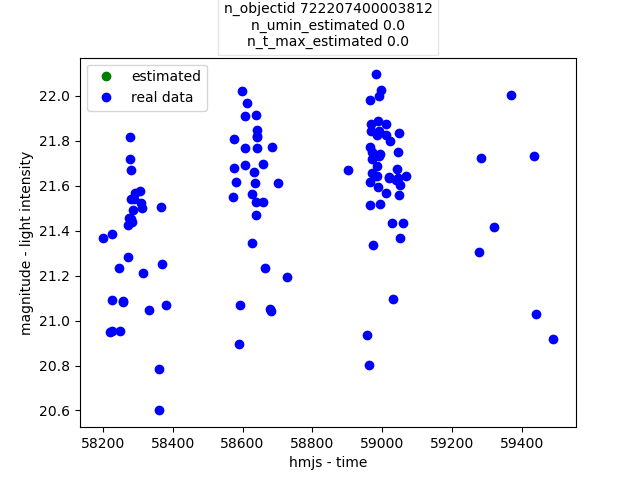 n_objectid 722207400003812
n_umin_estimated 0.0
n_t_max_estimated 0.0
estimated
real data
magnitude - light intensity
22.0
21.8
21.6
21.4
21.2
21.0
20.8
20.6
58200 58400 58600 58800 59000 59200 59400
hmjs - time